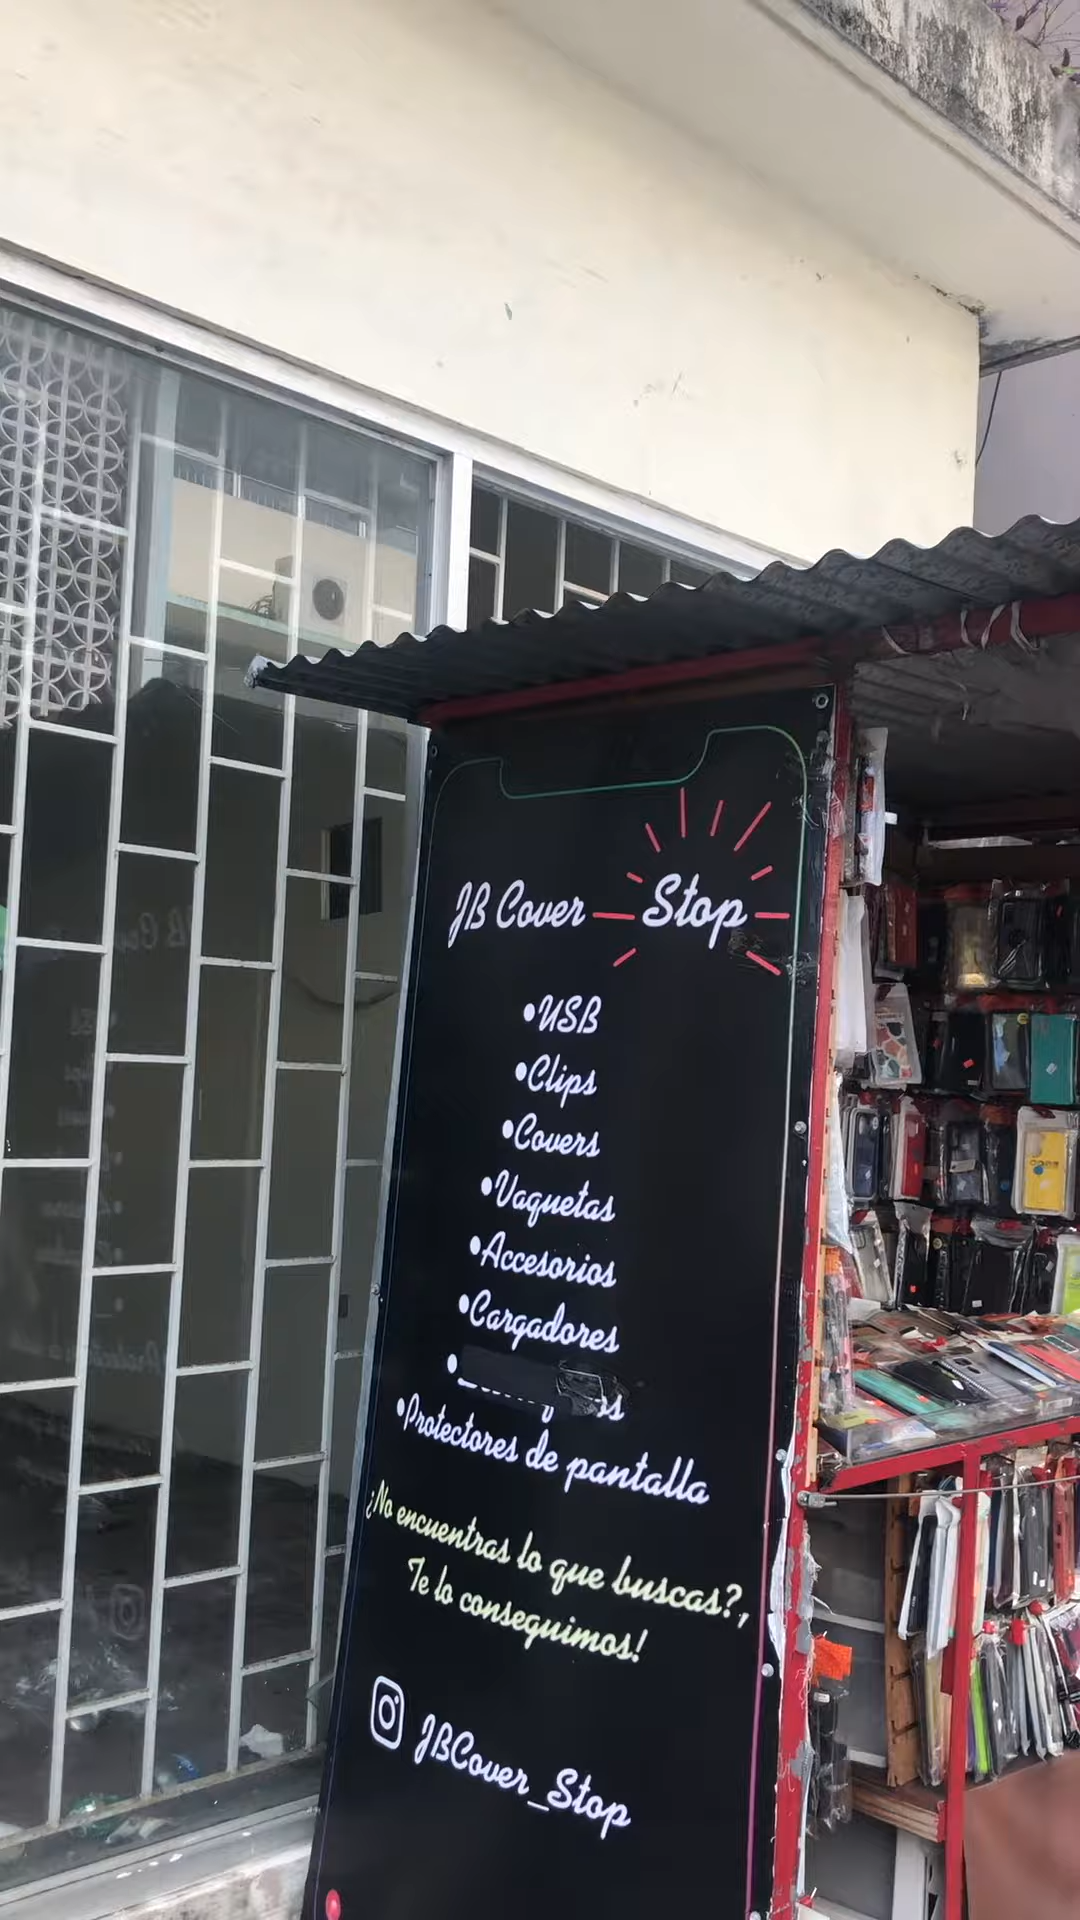 JB Cover Stop
•USB
•Clips
•Covers
•Vaquetas
•Accesorios
•Cargadores
•Protectores de pantalla
¿No encuentras lo que buscas?,
Te lo conseguimos!
JBCover_Stop